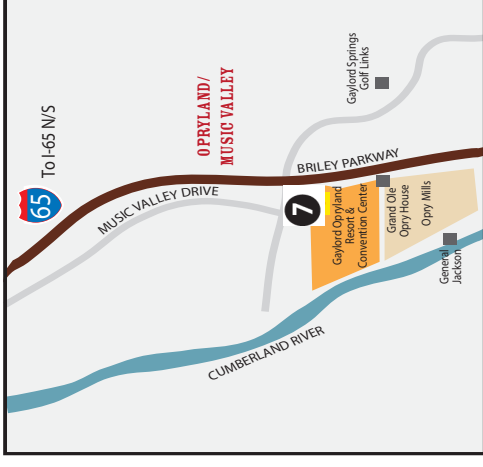 65
To I-65 N/S
OPRYLAND/
MUSIC VALLEY
MUSIC VALLEY DRIVE
BRILEY PARKWAY
Gaylord Springs
Golf Links
7
Gaylord Opryland
Resort &
Convention Center
Grand Ole
Opry House
Opry Mills
General
Jackson
CUMBERLAND RIVER